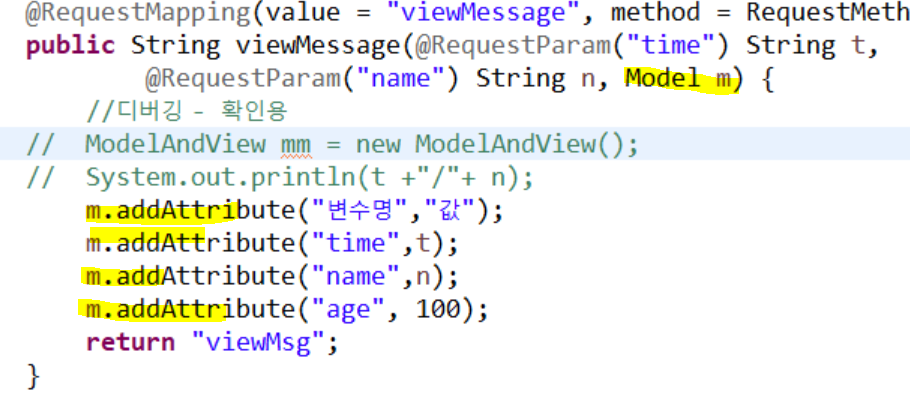 @RequestMapping(value = "viewMessage", method = RequestMeth
public String viewMessage(@RequestParam("time") String t,
@RequestParam("name") String n, Model m) {
//디버깅 - 확인용
// ModelAndView mm = new ModelAndView();
// System.out.println(t +"/"+ n);
m.addAttribute("변수명","값");
m.addAttribute("time",t);
m.addAttribute("name",n);
m.addAttribute("age", 100);
return "viewMsg";
}